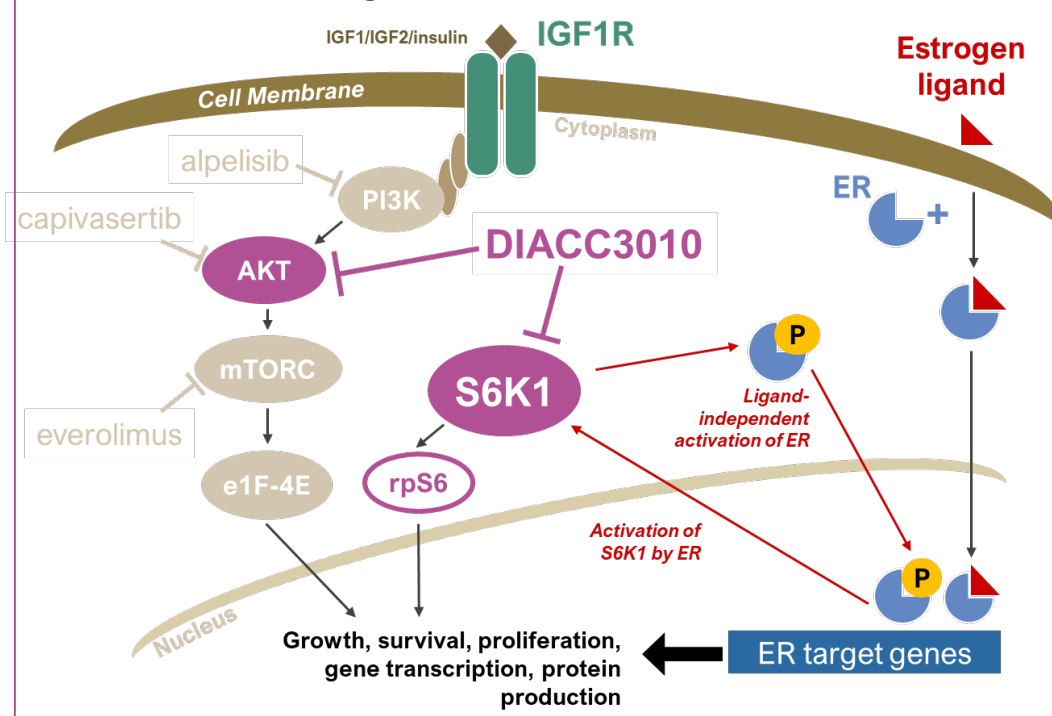 IGF1/IGF2/insulin
IGF1R
Estrogen
ligand
Cell Membrane
Cytoplasm
alpelisib
PI3K
ER
+
capivasertib
DIACC3010
AKT
P
mTORC
S6K1
Ligand-
independent
activation of ER
everolimus
e1F-4E
rpS6
Activation of
S6K1 by ER
P
Nucleus
Growth, survival, proliferation,
gene transcription, protein
production
ER target genes